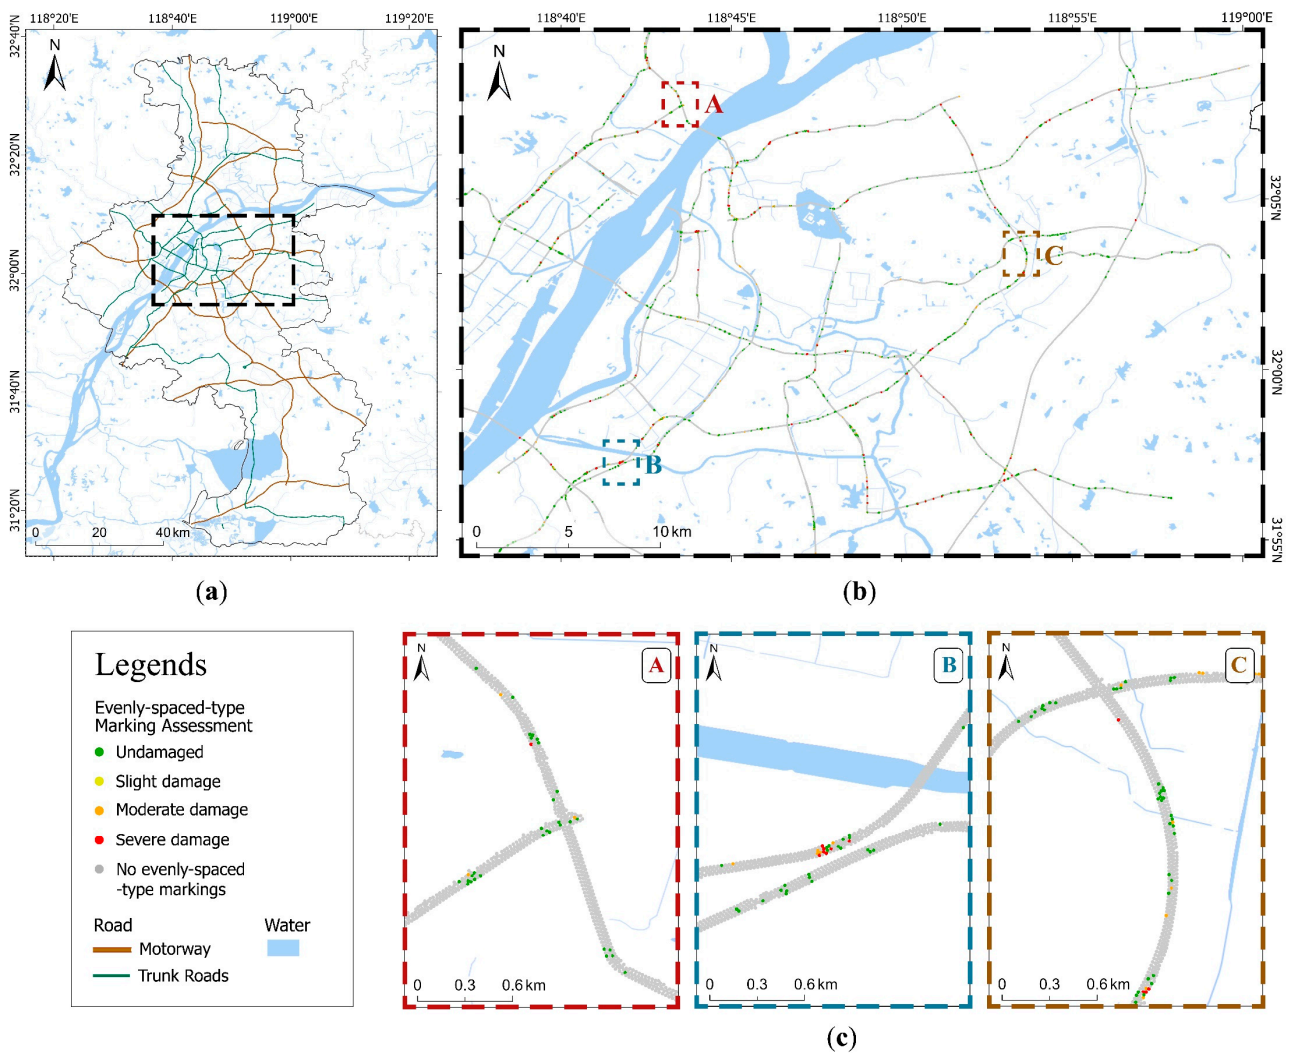 118°20'E 118°40'E 119°00'E 119°20'E
32°40'N
32°20'N
32°00'N
31°40'N
31°20'N
N
0 20 40 km
(a)
118°40'E 118°45'E 118°50'E 118°55'E 119°00'E
32°05'N
32°00'N
31°55'N
N
A
B
C
0 5 10 km
(b)
Legends
Evenly-spaced-type
Marking Assessment
Undamaged
Slight damage
Moderate damage
Severe damage
No evenly-spaced
-type markings
Road Water
Motorway
Trunk Roads
N A
0 0.3 0.6 km
N B
0 0.3 0.6 km
N C
0 0.3 0.6 km
(c)